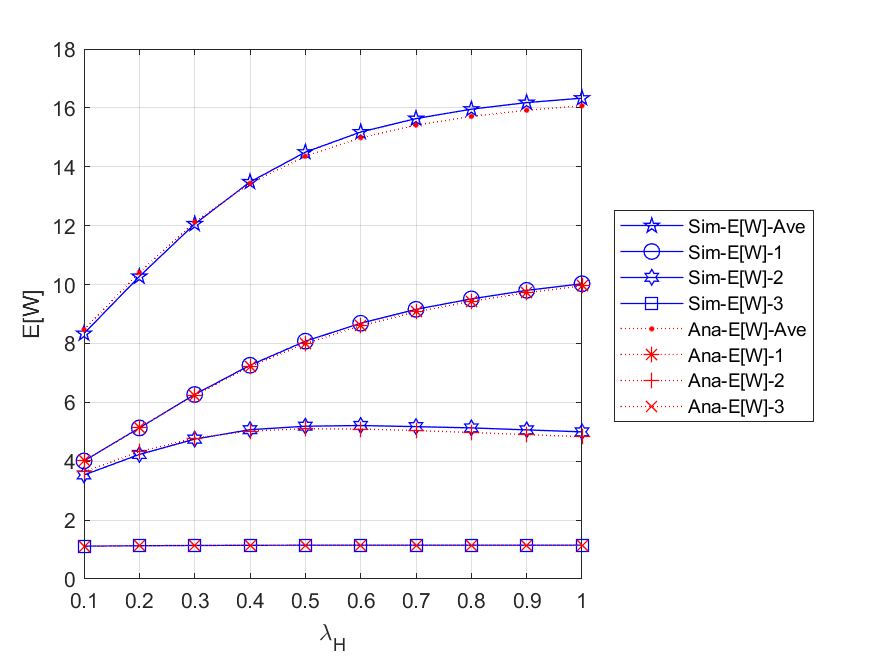 18
16
14
12
10
8
6
4
2
0
E[W]
0.1 0.2 0.3 0.4 0.5 0.6 0.7 0.8 0.9 1
λH
Sim-E[W]-Ave
Sim-E[W]-1
Sim-E[W]-2
Sim-E[W]-3
Ana-E[W]-Ave
Ana-E[W]-1
Ana-E[W]-2
Ana-E[W]-3